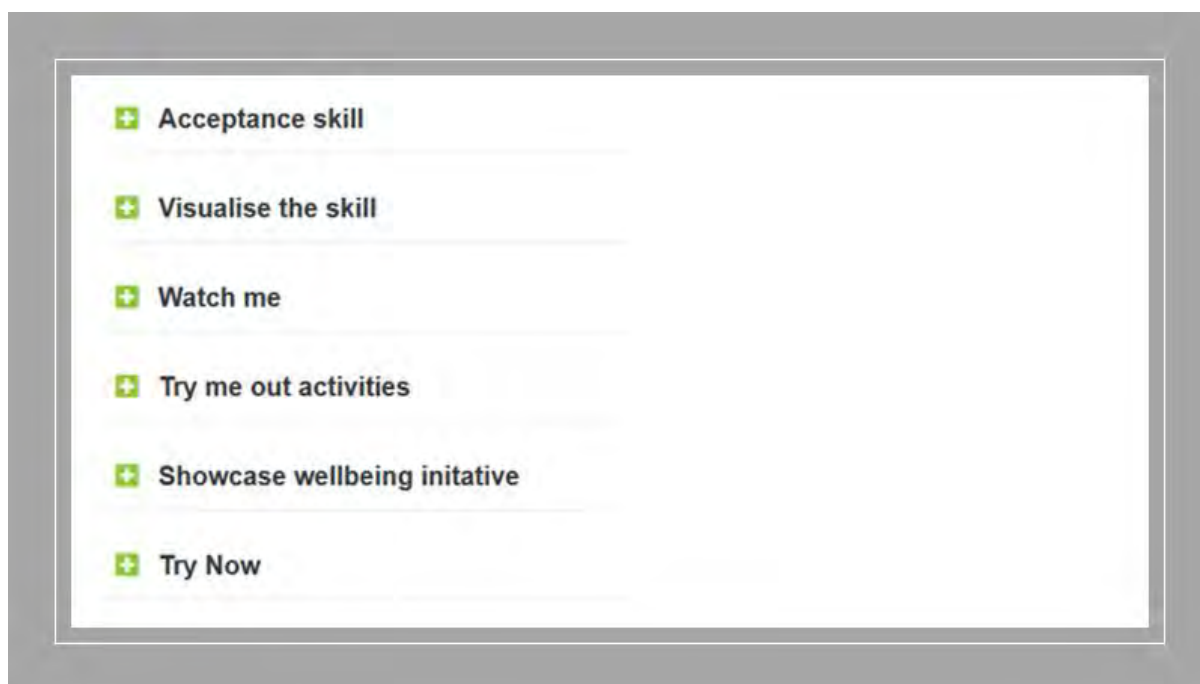 Acceptance skill
Visualise the skill
Watch me
Try me out activities
Showcase wellbeing initative
Try Now